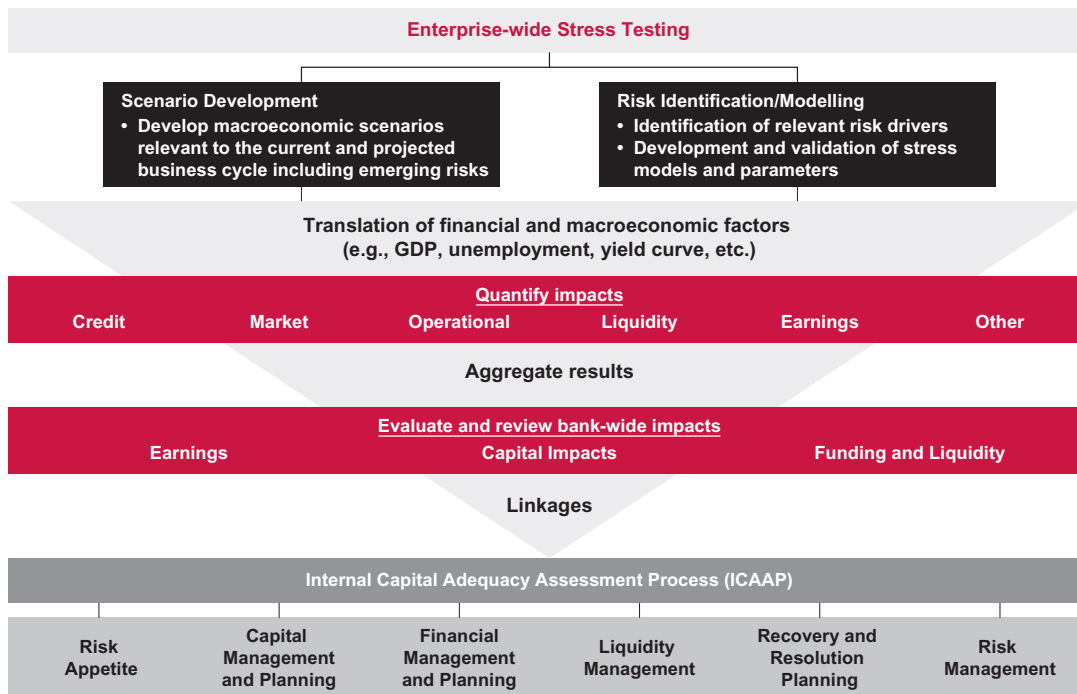 Enterprise-wide Stress Testing
Scenario Development
• Develop macroeconomic scenarios
relevant to the current and projected
business cycle including emerging risks
Risk Identification/Modelling
• Identification of relevant risk drivers
• Development and validation of stress
models and parameters
Translation of financial and macroeconomic factors
(e.g., GDP, unemployment, yield curve, etc.)
Quantify impacts
Credit Market Operational Liquidity Earnings Other
Aggregate results
Evaluate and review bank-wide impacts
Earnings Capital Impacts Funding and Liquidity
Linkages
Internal Capital Adequacy Assessment Process (ICAAP)
Risk
Appetite
Capital
Management
and Planning
Financial
Management
and Planning
Liquidity
Management
Recovery and
Resolution
Planning
Risk
Management